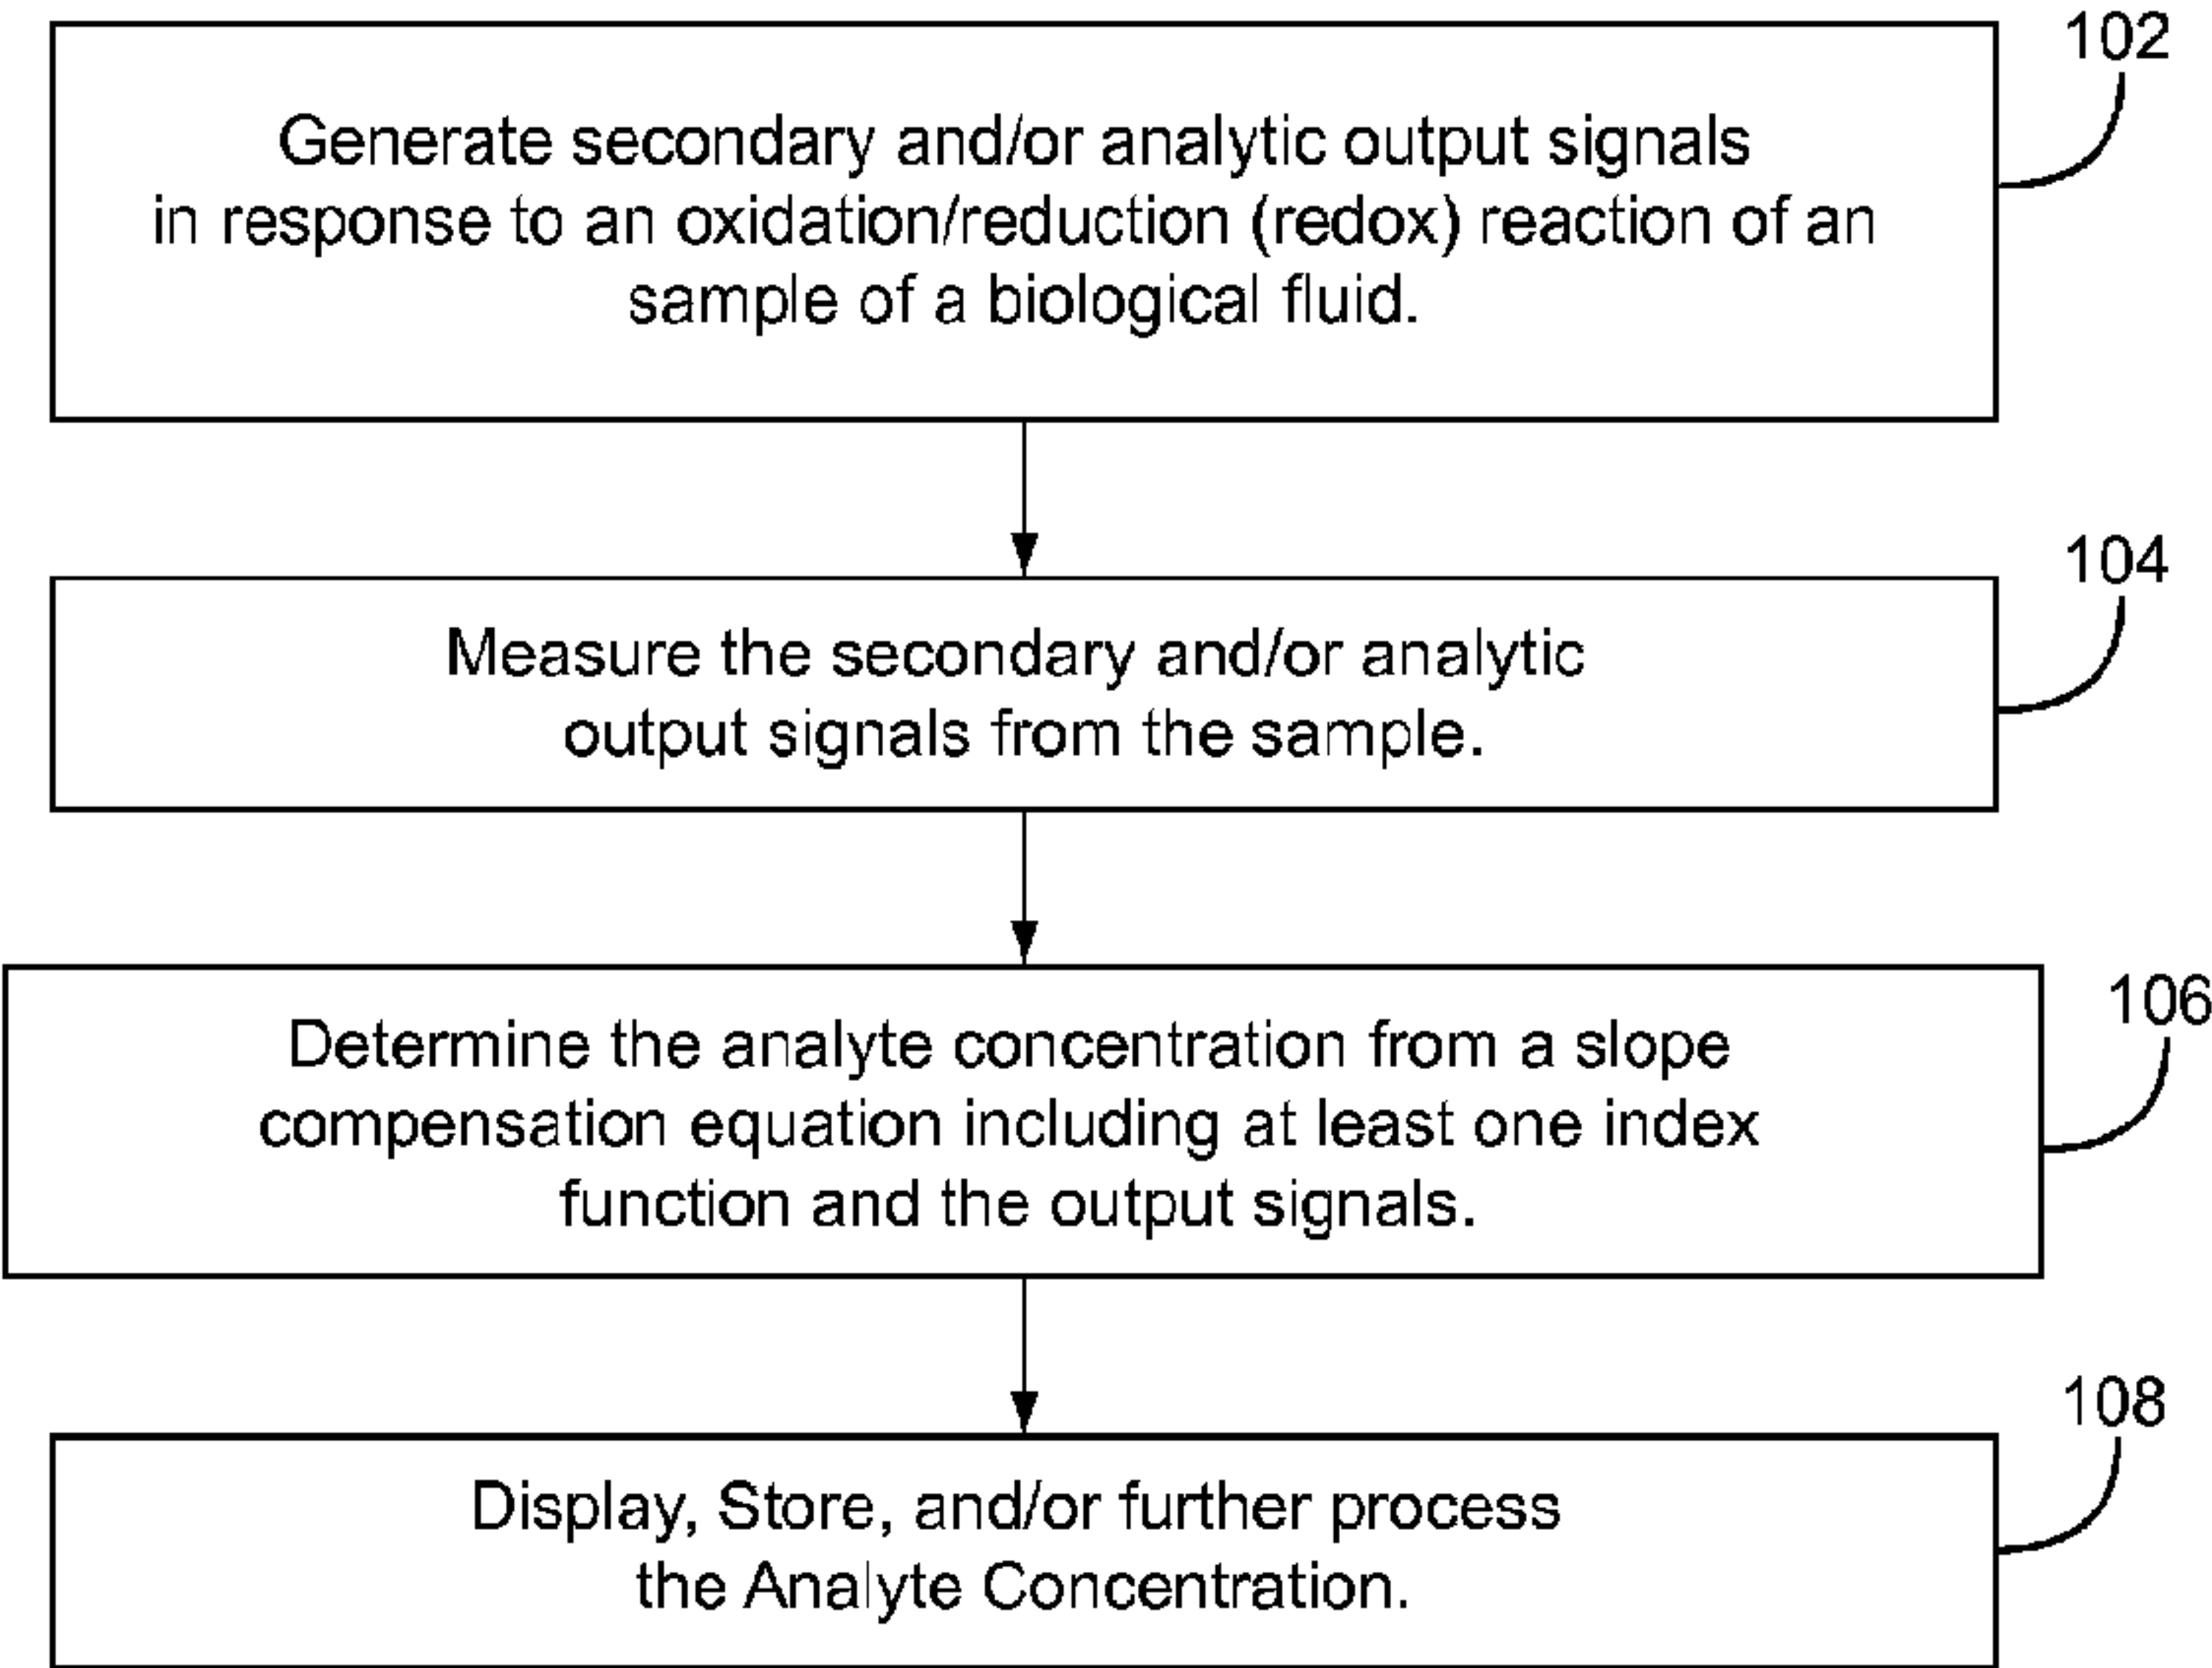 102
Generate secondary and/or analytic output signals
in response to an oxidation/reduction (redox) reaction of an
sample of a biological fluid.
104
Measure the secondary and/or analytic
output signals from the sample.
106
Determine the analyte concentration from a slope
compensation equation including at least one index
function and the output signals.
108
Display, Store, and/or further process
the Analyte Concentration.